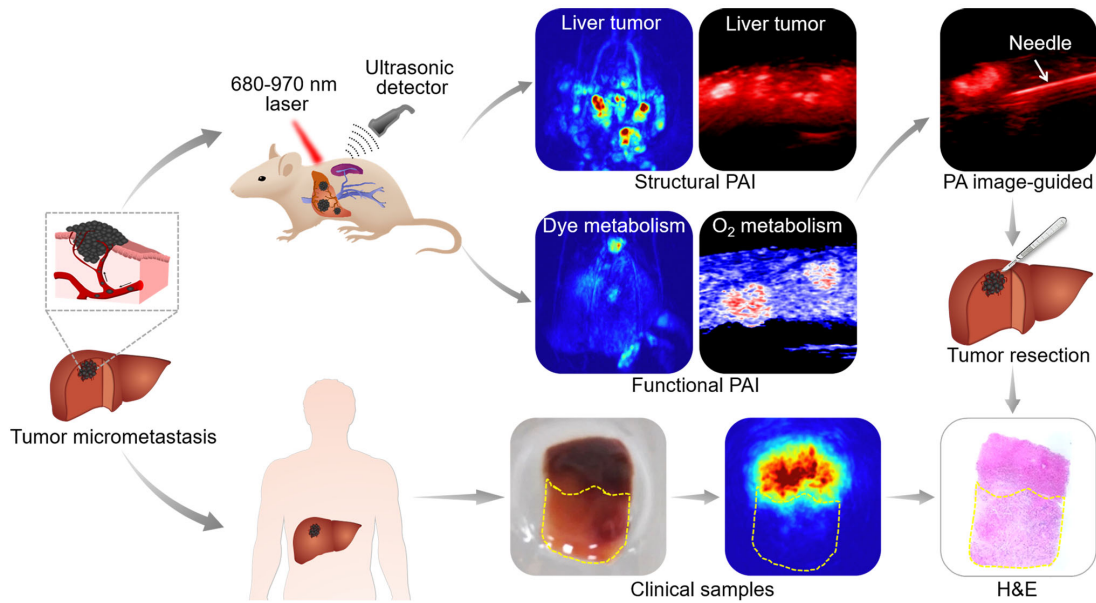 680-970 nm
laser
Ultrasonic
detector
Liver tumor
Liver tumor
Structural PAI
Needle
PA image-guided
Dye metabolism
O₂ metabolism
Functional PAI
Tumor resection
Tumor micrometastasis
Clinical samples
H&E